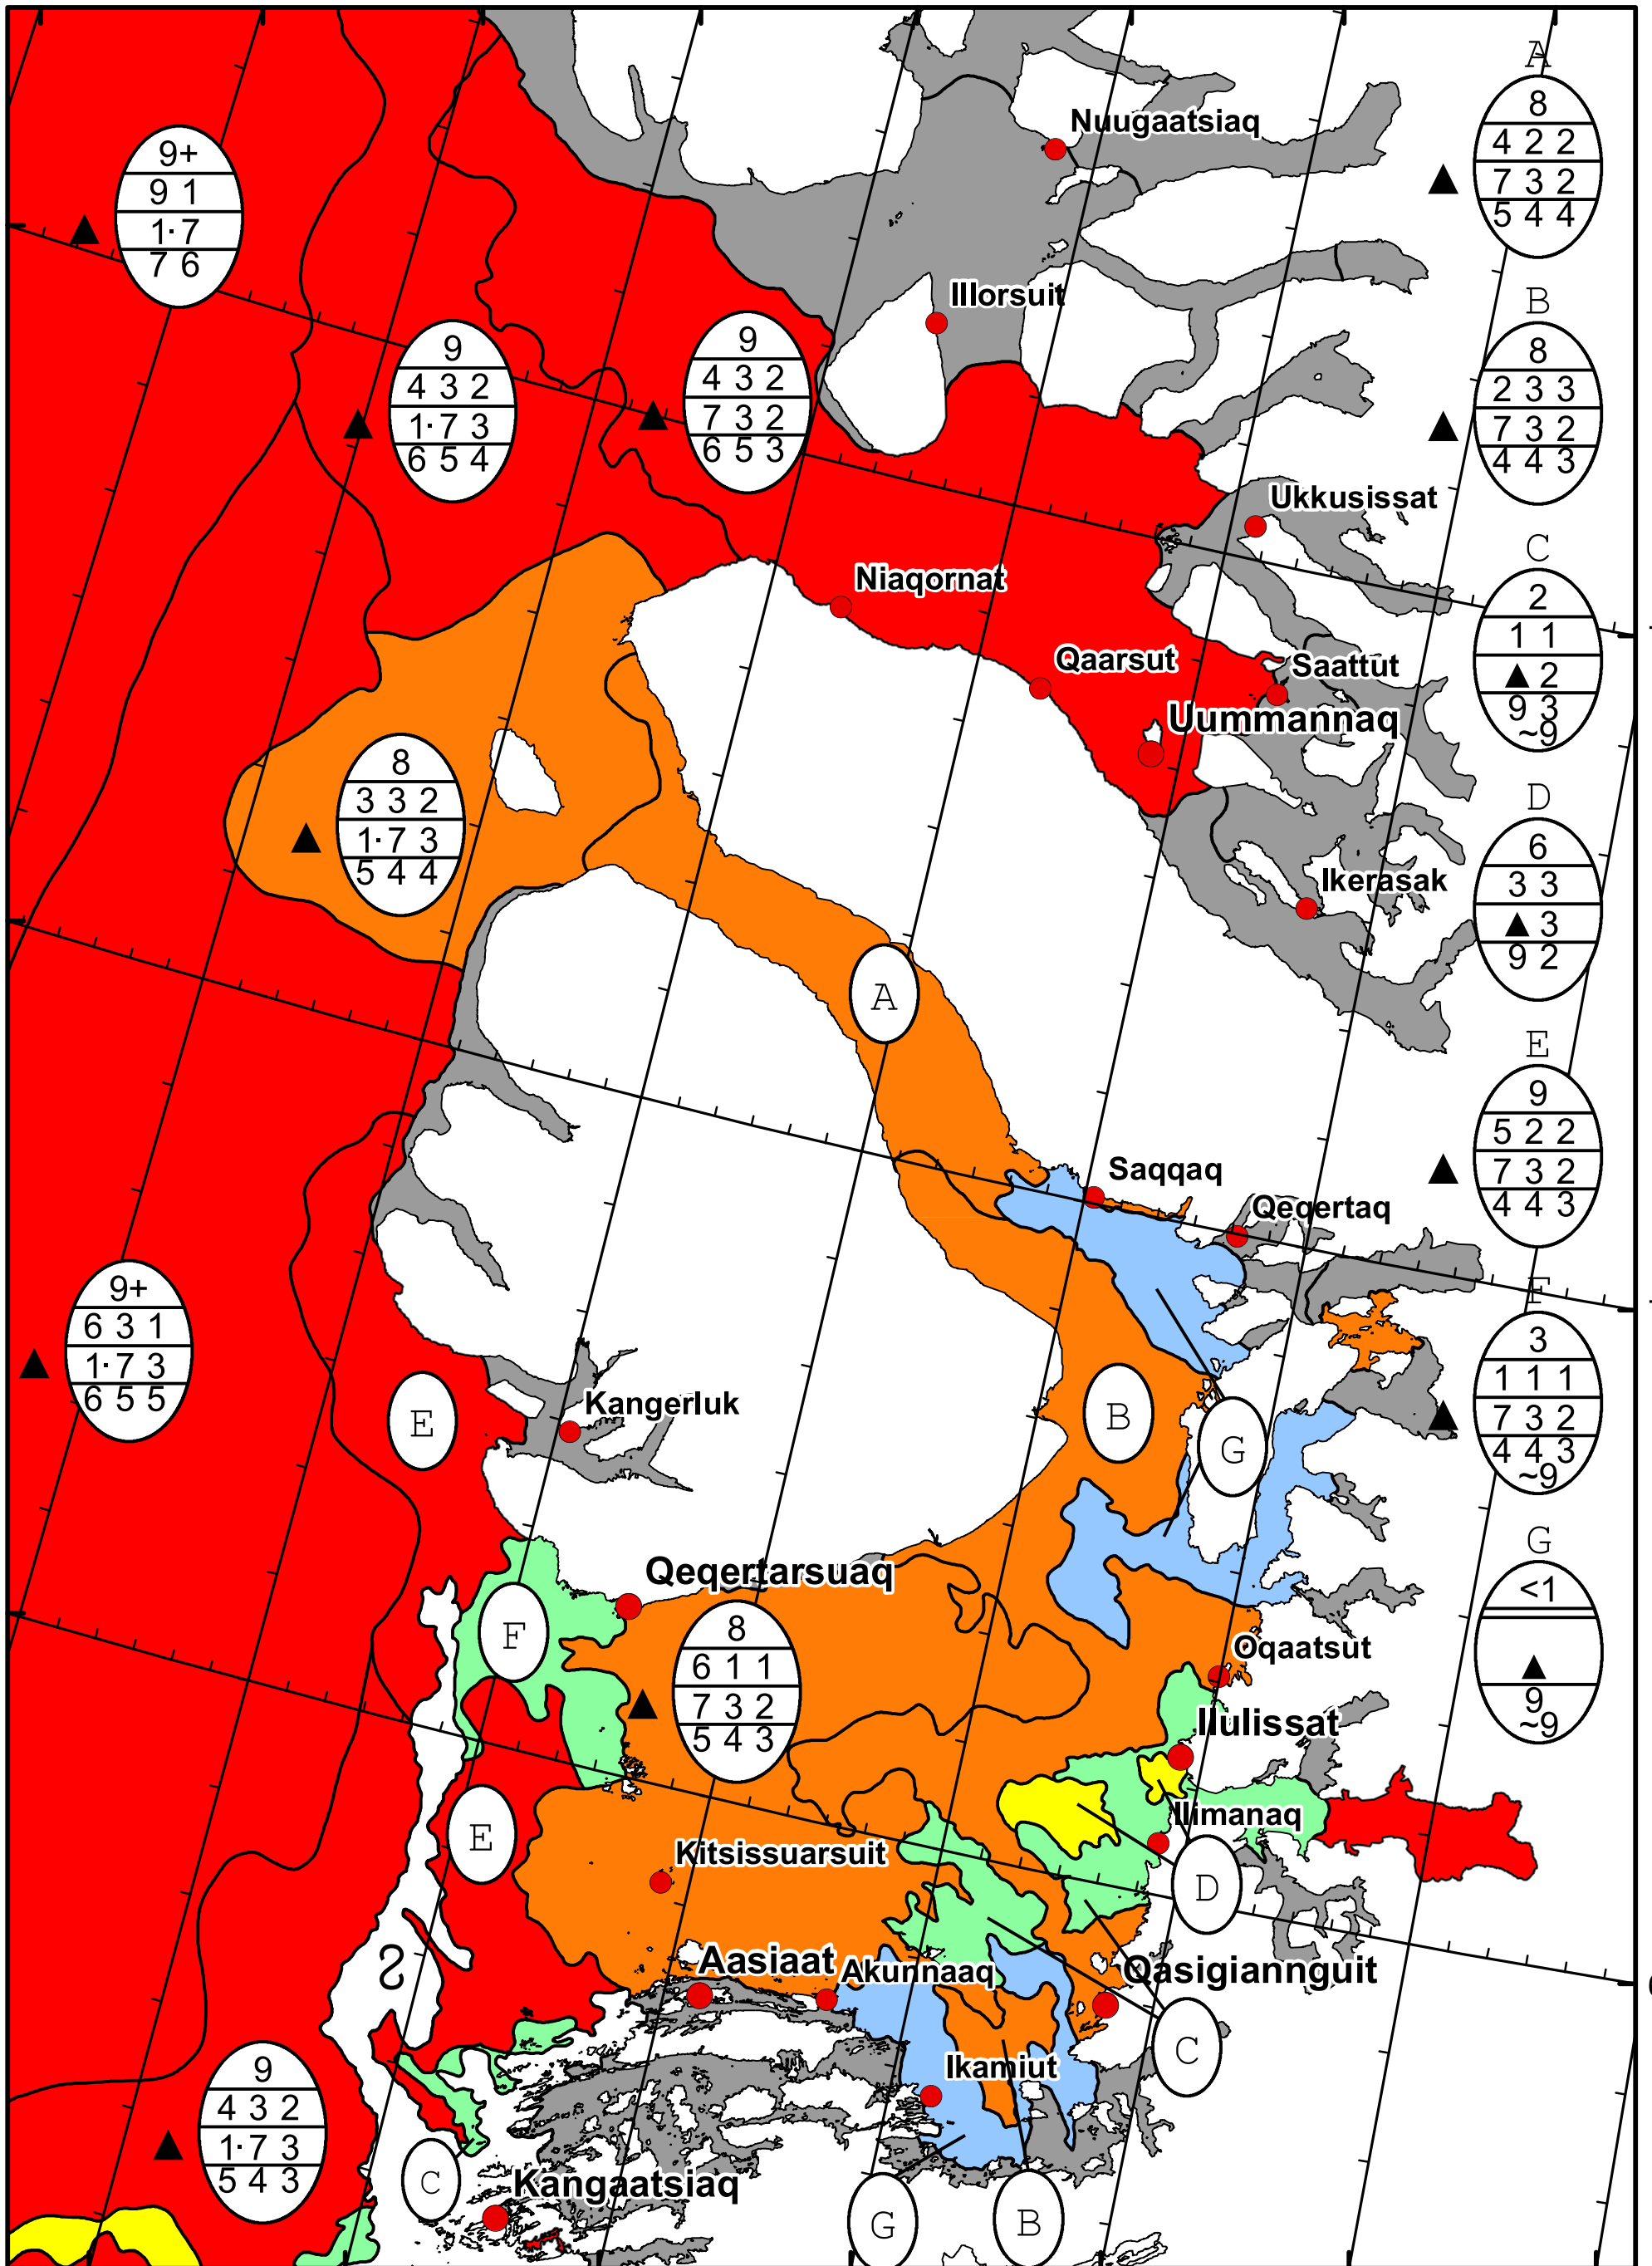 A
8
4 2 2
7 3 2
5 4 4
Nuugaatsiaq
9+
9 1
1· 7
7 6
Illorsuit
B
8
2 3 3
7 3 2
4 4 3
9
4 3 2
1· 7 3
6 5 4
9
4 3 2
7 3 2
6 5 3
Ukkusissat
Niaqornat
C
2
1 1
▲ 2
9 3
~9
Qaarsut
Saattut
Uummannaq
8
3 3 2
1· 7 3
5 4 4
D
6
3 3
▲ 3
9 2
Ikerasak
A
E
9
5 2 2
7 3 2
4 4 3
Saqqaq
Qeqertaq
9+
6 3 1
1· 7 3
6 5 5
F
3
1 1 1
7 3 2
4 4 3
~9
Kangerluk
E
B
G
G
<1
▲
9
~9
Qeqertarsuaq
F
8
6 1 1
7 3 2
5 4 3
Oqaatsut
Ilulissat
Ilimanaq
E
Kitsissuarsuit
D
Aasiaat
Akunnaaq
Qasigiannguit
C
Ikamiut
9
4 3 2
1· 7 3
5 4 3
C
Kangaatsiaq
G
B